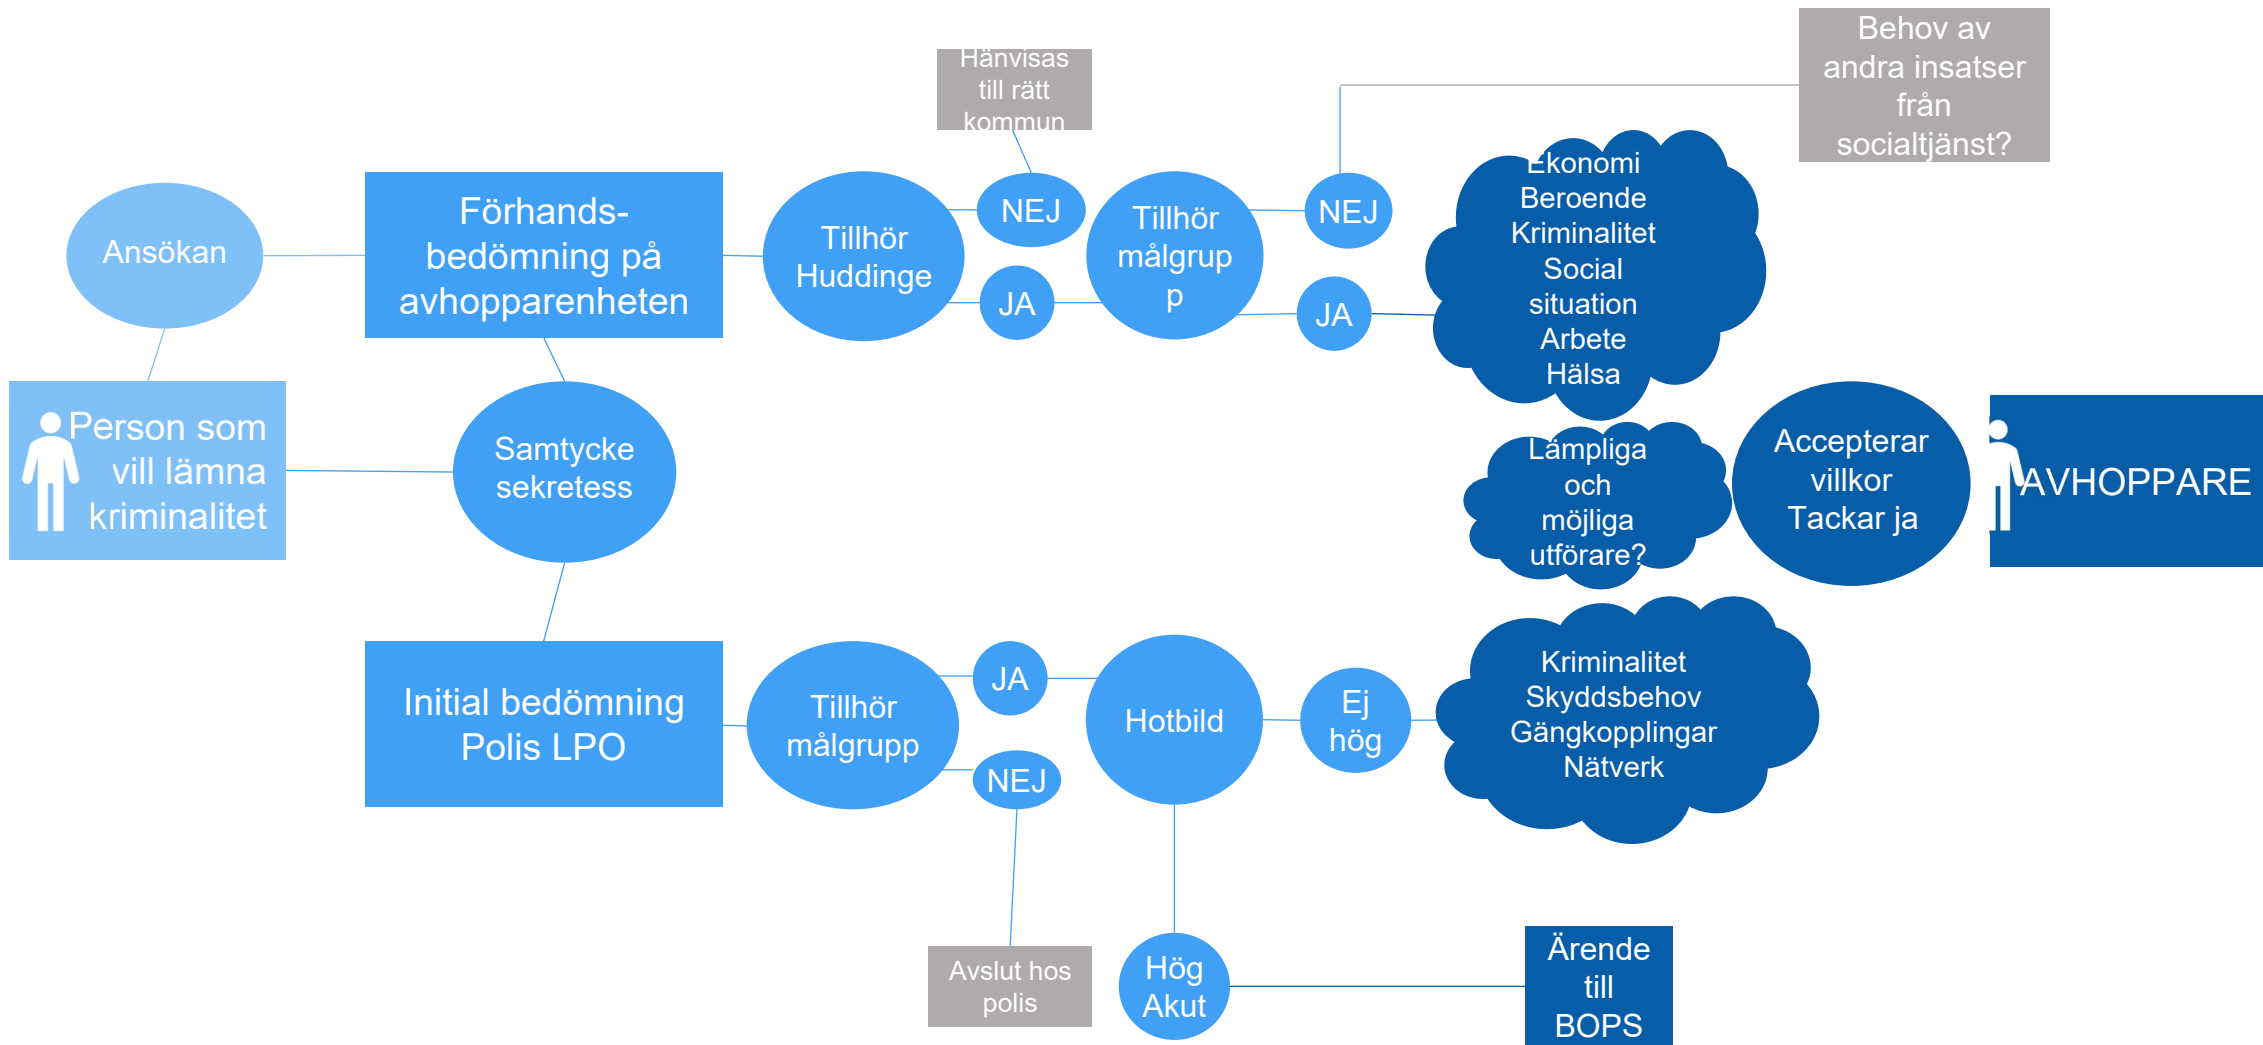 Ansökan
Person som
vill lämna
kriminalitet
Förhands-
bedömning på
avhopparenheten
Samtycke
sekretess
Initial bedömning
Polis LPO
Tillhör
Huddinge
NEJ
Hänvisas
till rätt
kommun
JA
Tillhör
målgrup
p
NEJ
Behov av
andra insatser
från
socialtjänst?
JA
Ekonomi
Beroende
Kriminalitet
Social
situation
Arbete
Hälsa
Lämpliga
och
möjliga
utförare?
Accepterar
villkor
Tackar ja
AVHOPPARE
Tillhör
målgrupp
JA
NEJ
Avslut hos
polis
Hotbild
Ej
hög
Kriminalitet
Skyddsbehov
Gängkopplingar
Nätverk
Hög
Akut
Ärende
till
BOPS